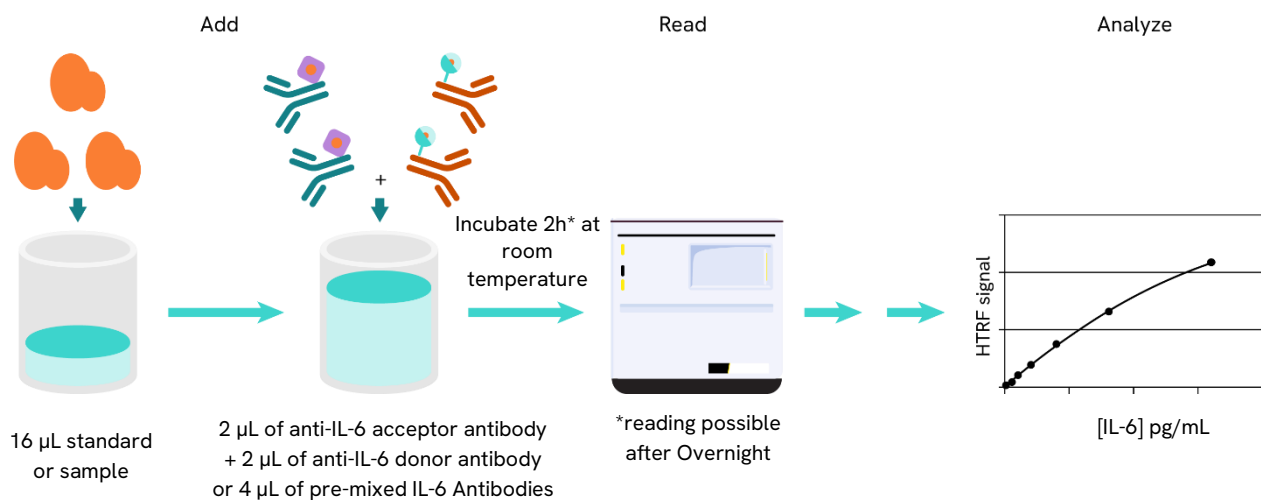 Add
Read
Analyze
+
Incubate 2h* at
room
temperature
HTRF signal
16 µL standard
or sample
2 µL of anti-IL-6 acceptor antibody
+ 2 µL of anti-IL-6 donor antibody
or 4 µL of pre-mixed IL-6 Antibodies
*reading possible
after Overnight
[IL-6] pg/mL